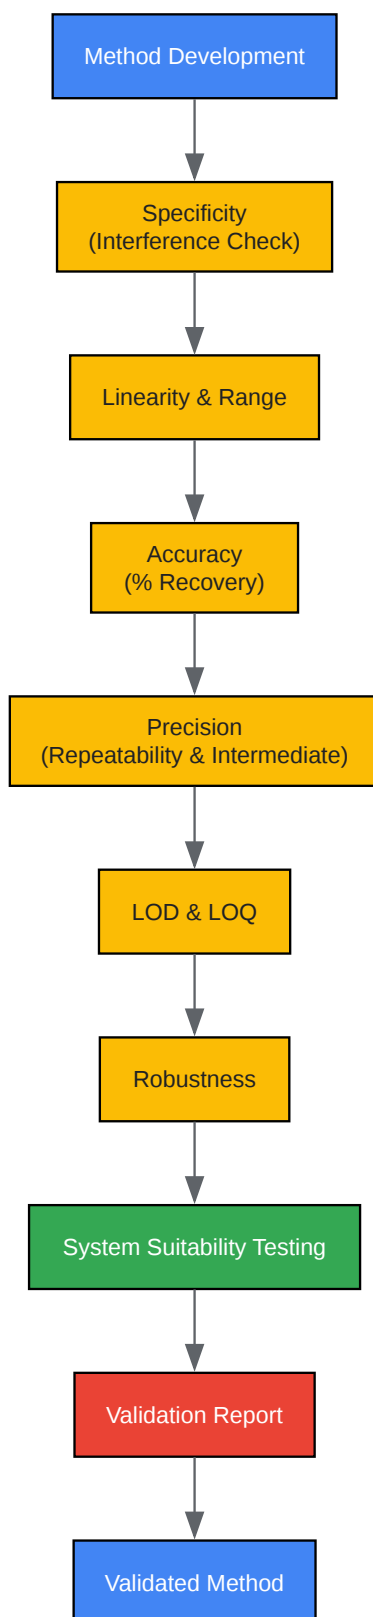 Method Development
Specificity
(Interference Check)
Linearity & Range
Accuracy
(% Recovery)
Precision
(Repeatability & Intermediate)
LOD & LOQ
Robustness
System Suitability Testing
Validation Report
Validated Method